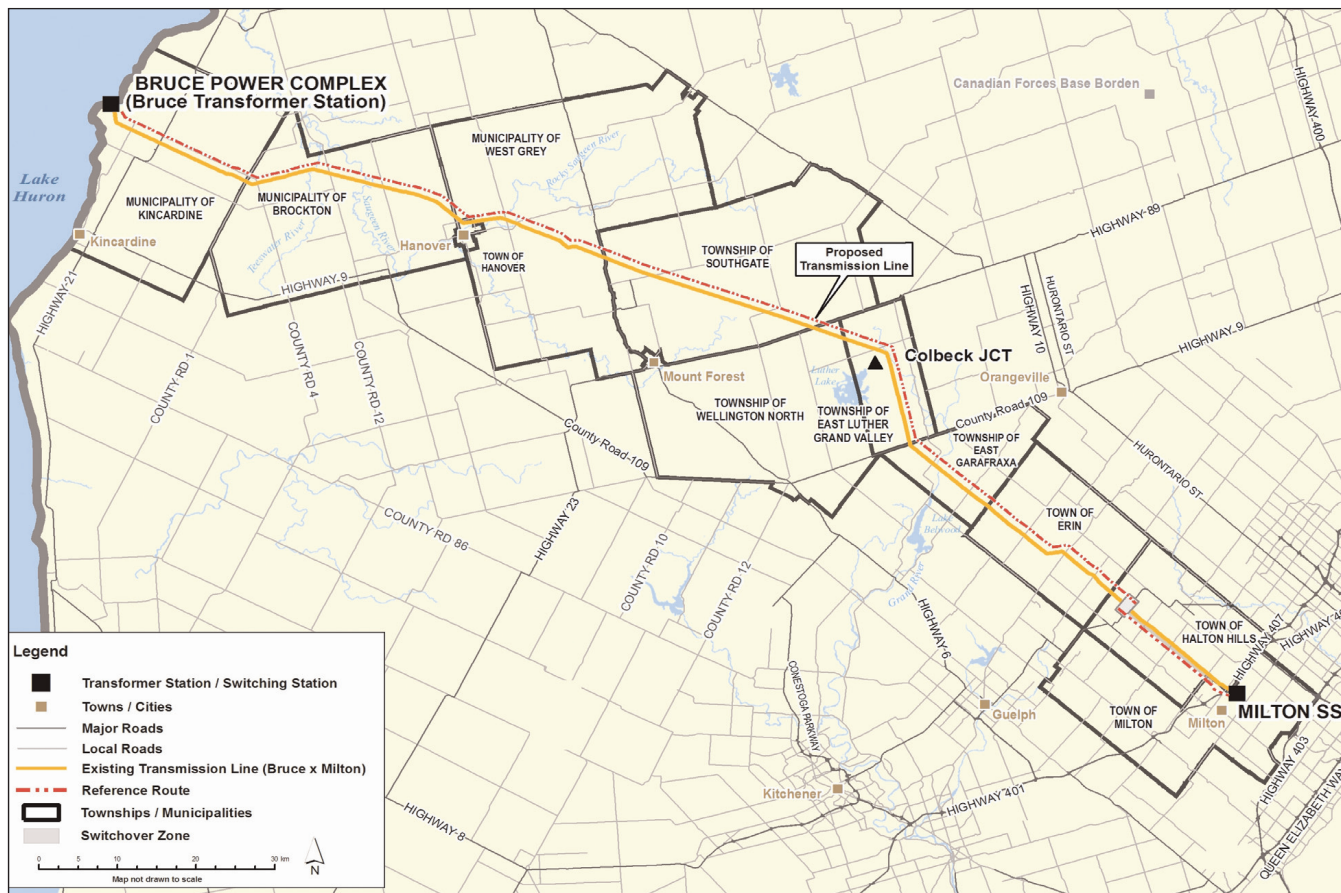 BRUCE POWER COMPLEX
(Bruce Transformer Station)
Canadian Forces Base Borden
HIGHWAY-400
Lake
Huron
MUNICIPALITY OF
WEST GREY
Rocky Saugeen River
MUNICIPALITY OF
KINCARDINE
MUNICIPALITY OF
BROCKTON
Saugeen River
Teeswater River
Kincardine
Hanover
TOWN OF
HANOVER
HIGHWAY-9
HIGHWAY-21
TOWNSHIP OF
SOUTHGATE
Proposed
Transmission Line
HIGHWAY-89
HURONTARIO ST
HIGHWAY 10
HIGHWAY-9
COUNTY RD 1
COUNTY RD 4
COUNTY RD-12
Mount Forest
Luther
Lake
Colbeck JCT
Orangeville
County Road-109
TOWNSHIP OF
WELLINGTON NORTH
TOWNSHIP OF
EAST LUTHER
GRAND VALLEY
TOWNSHIP OF
EAST
GARAFRAXA
County Road-109
HURONTARIO-ST
COUNTY RD 86
HIGHWAY 23
COUNTY RD 10
COUNTY RD-12
Lake
Belwood
Grand River
TOWN OF
ERIN
HIGHWAY-6
TOWN OF
HALTON HILLS
HIGHWAY-407
CONESTOGA PARKWAY
Guelph
TOWN OF
MILTON
Milton
MILTON SS
HIGHWAY 403
Kitchener
HIGHWAY-401
HIGHWAY-8
QUEEN ELIZABETH WA
Legend
Transformer Station / Switching Station
Towns / Cities
Major Roads
Local Roads
Existing Transmission Line (Bruce x Milton)
Reference Route
Townships / Municipalities
Switchover Zone
0 5 10 20 30 km
N
Map not drawn to scale